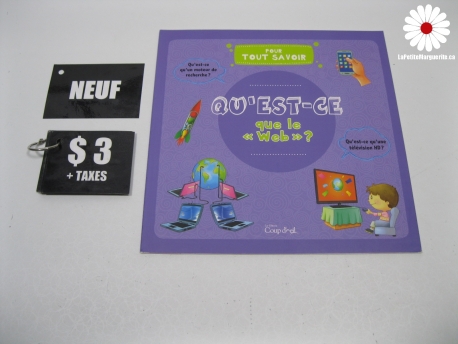 LaPetiteMarguerite.ca
NEUF
$3
+ TAXES
POUR
TOUT SAVOIR
Qu'est-ce
qu'un moteur de
recherche ?
QU'EST-CE
que le
« Web » ?
Qu'est-ce qu'une
télévision HD ?
Coup d'œil